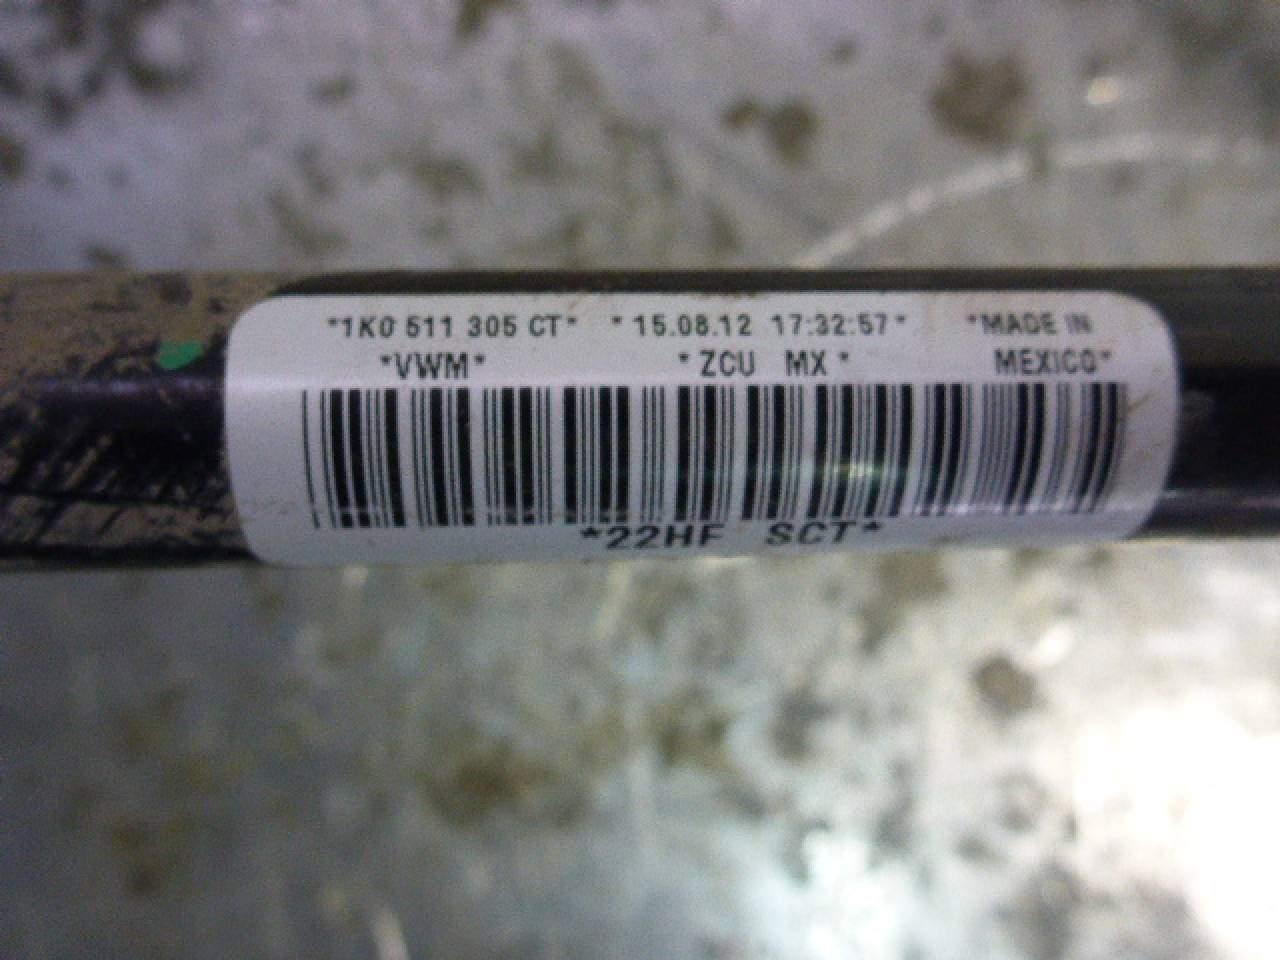 *1K0 511 305 CT* *15.08.12 17:32:57* *MADE IN
*VWM* *ZCU MX* MEXICO*
*22HF SCT*